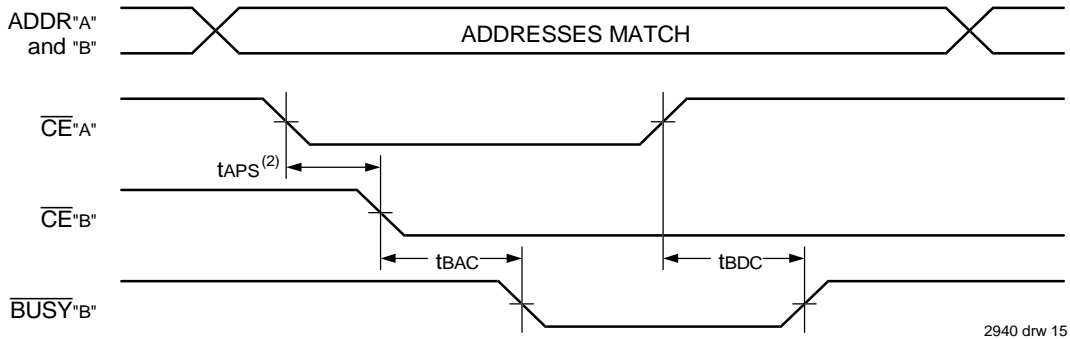 ADDR"A"
and "B"
ADDRESSES MATCH
CE"A"
tAPS(2)
CE"B"
tBAC
tBDC
BUSY"B"
2940 drw 15